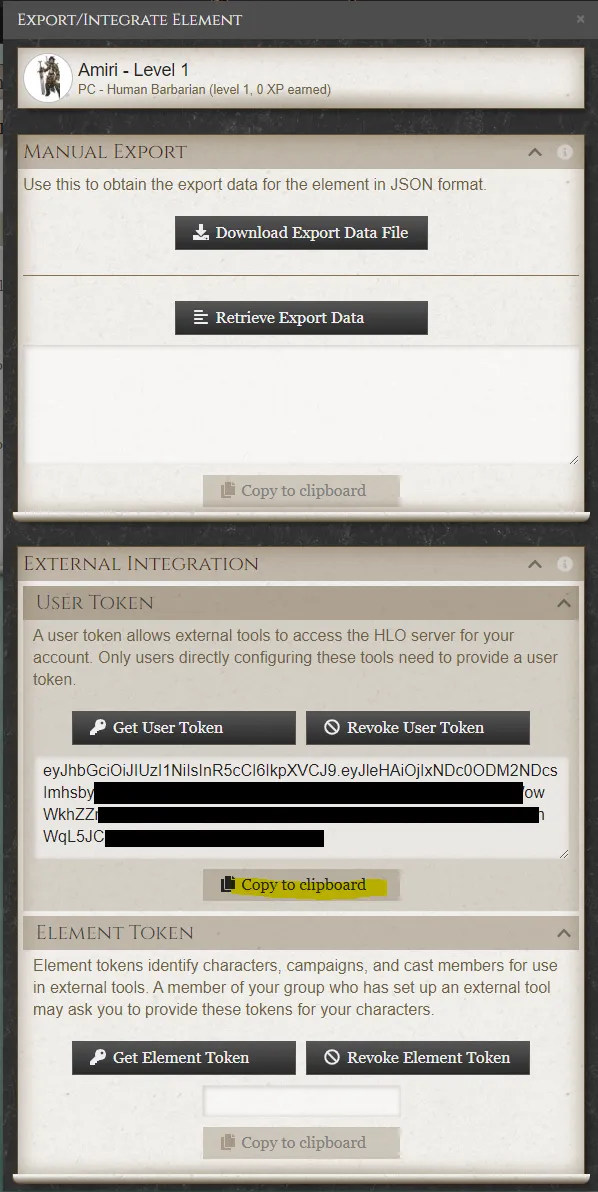 Export/Integrate Element
Amiri - Level 1
PC - Human Barbarian (level 1, 0 XP earned)
Manual Export
Use this to obtain the export data for the element in JSON format.
Download Export Data File
Retrieve Export Data
Copy to clipboard
External Integration
User Token
A user token allows external tools to access the HLO server for your
account. Only users directly configuring these tools need to provide a user
token.
Get User Token
Revoke User Token
eyJhbGciOiJIUzI1NiIsInR5cCI6IkpXVCJ9.eyJleHAiOjIxNDc0ODM2NDcs
Imhsby
WkhZZ
WqL5JC
Copy to clipboard
Element Token
Element tokens identify characters, campaigns, and cast members for use
in external tools. A member of your group who has set up an external tool
may ask you to provide these tokens for your characters.
Get Element Token
Revoke Element Token
Copy to clipboard